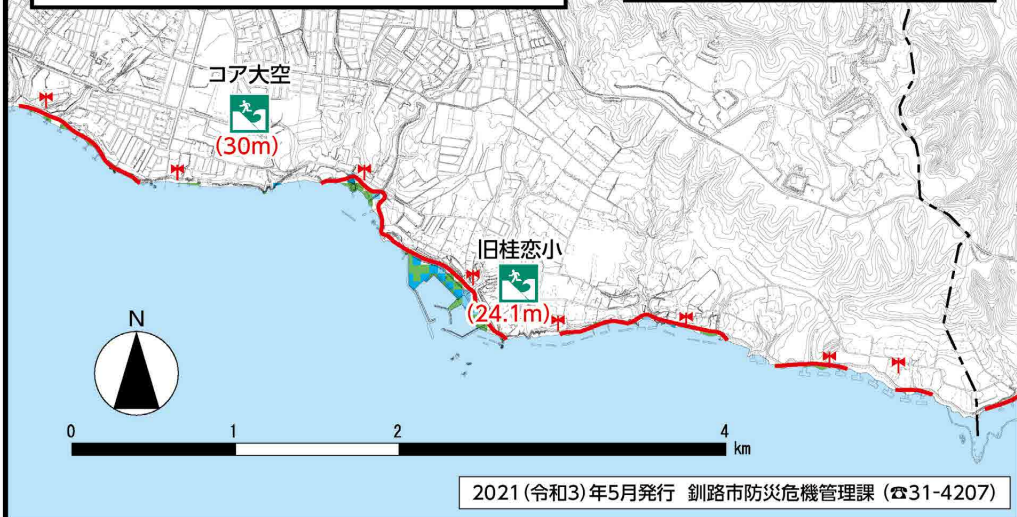 コア大空
(30m)
旧桂恋小
(24.1m)
N
0 1 2 4 km
2021(令和3)年5月発行 釧路市防災危機管理課 (☎31-4207)